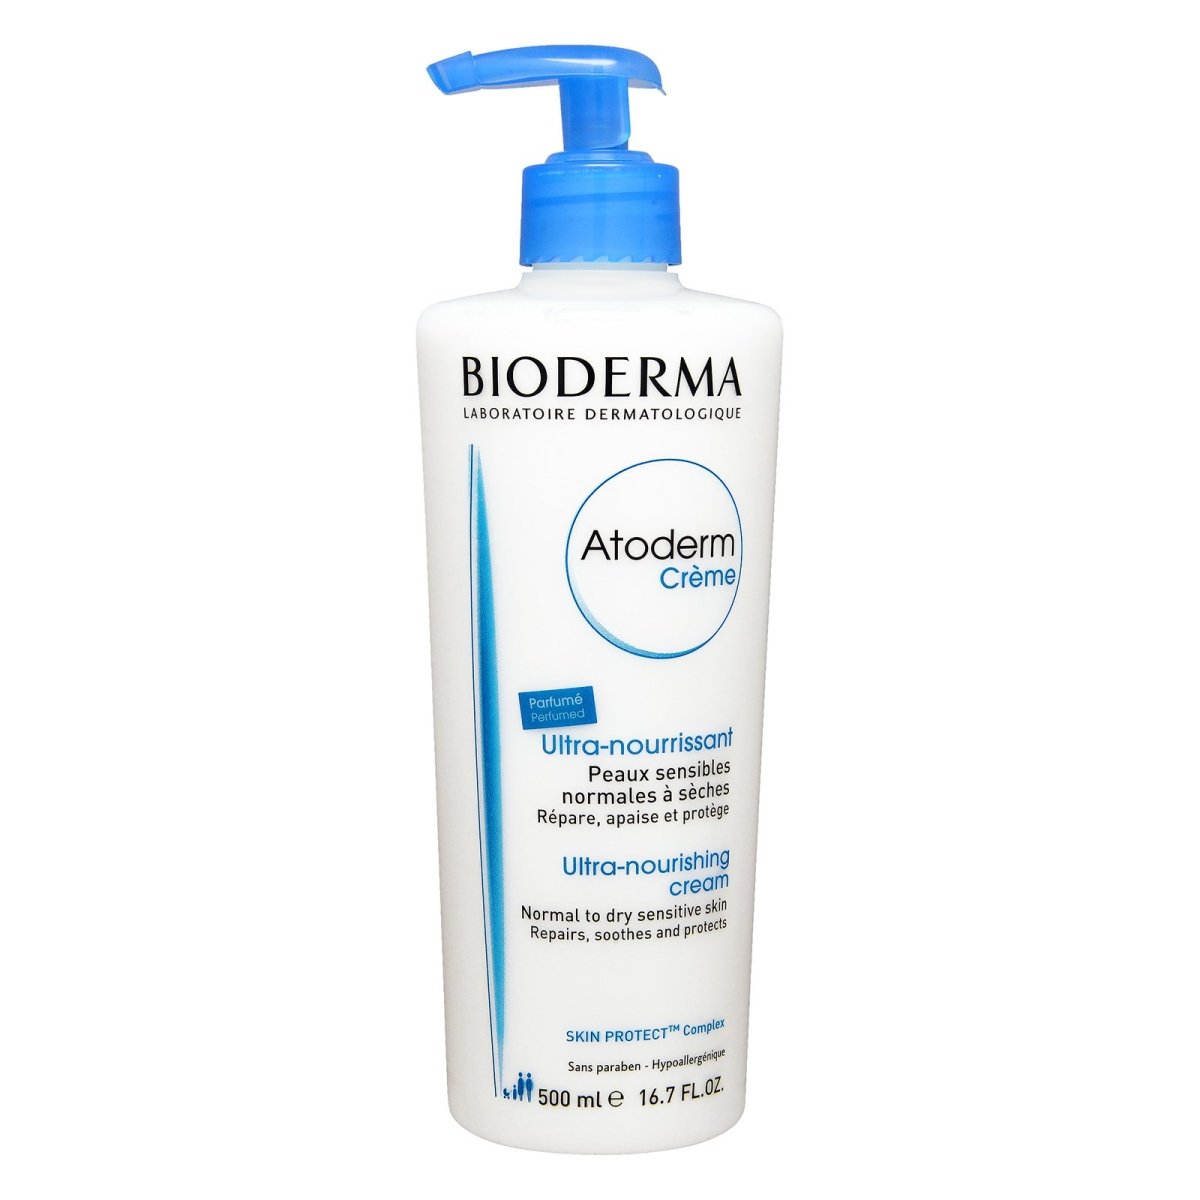 BIODERMA
LABORATOIRE DERMATOLOGIQUE
Atoderm
Crème
Parfumé
Perfumed
Ultra-nourrissant
Peaux sensibles
normales à sèches
Répare, apaise et protège
Ultra-nourishing
cream
Normal to dry sensitive skin
Repairs, soothes and protects
SKIN PROTECT™ Complex
Sans paraben - Hypoallergénique
500 ml e 16.7 FL.OZ.